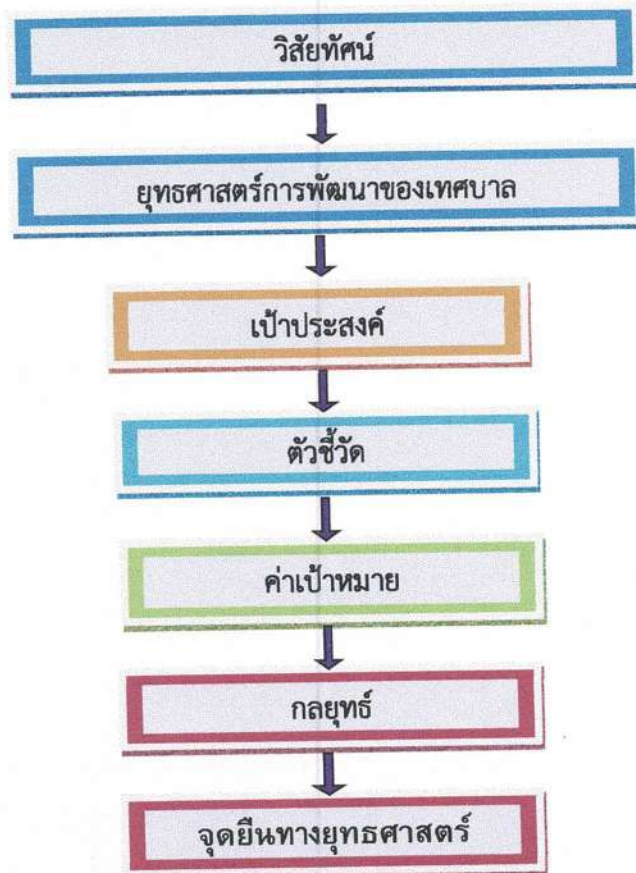 วิสัยทัศน์
ยุทธศาสตร์การพัฒนาของเทศบาล
เป้าประสงค์
ตัวชี้วัด
ค่าเป้าหมาย
กลยุทธ์
จุดยืนทางยุทธศาสตร์